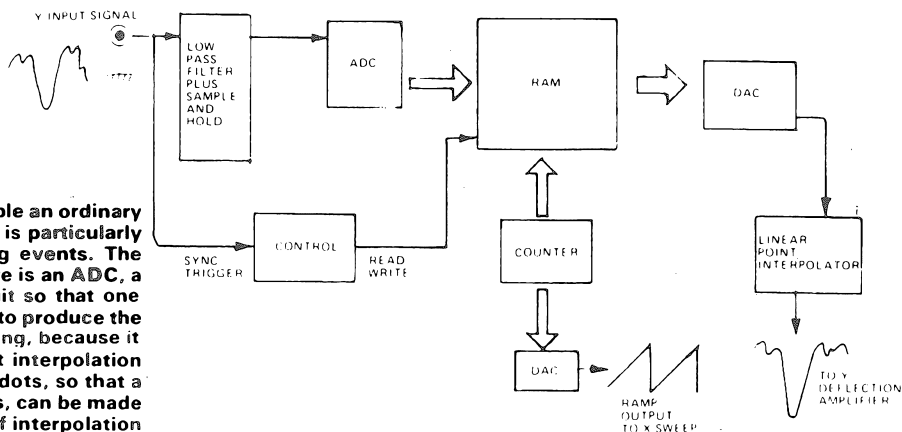 Y INPUT SIGNAL
LOW
PASS
FILTER
PLUS
SAMPLE
AND
HOLD
ADC
RAM
DAC
SYNC
TRIGGER
CONTROL
READ
WRITE
COUNTER
LINEAR
POINT
INTERPOLATOR
DAC
RAMP
OUTPUT
TO X SWEEP
TO Y
DEFLECTION
AMPLIFIER
ple an ordinary
is particularly
g events. The
e is an ADC, a
it so that one
to produce the
ng, because it
t interpolation
dots, so that a
s, can be made
f interpolation